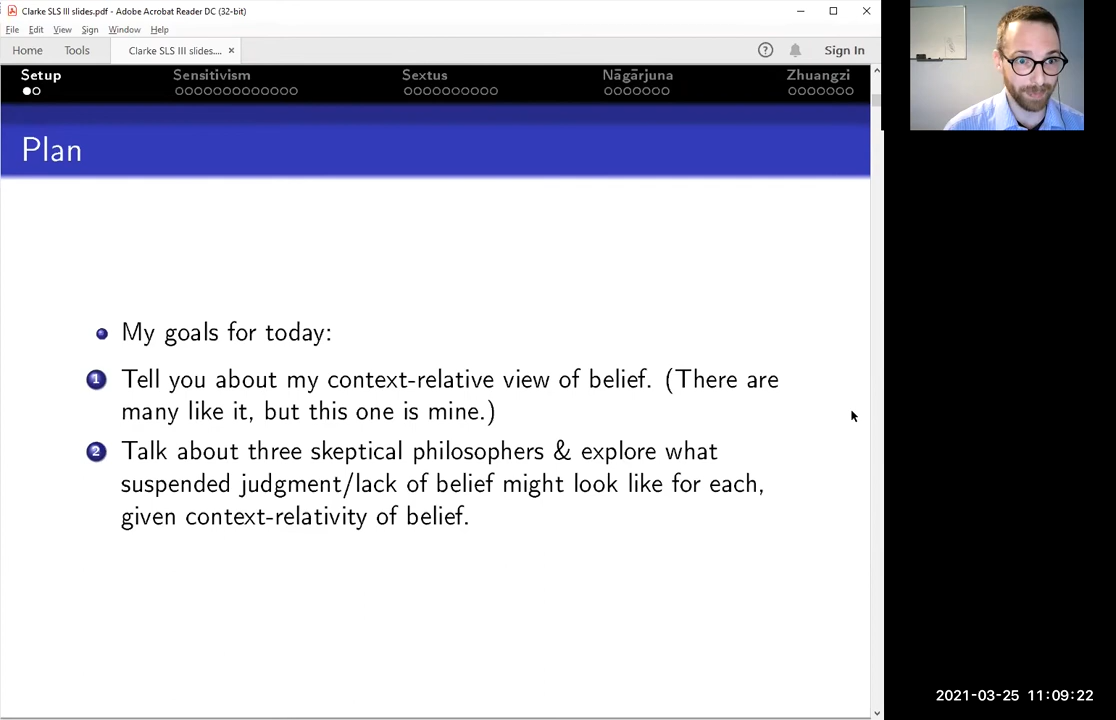 Clarke SLS III slides.pdf - Adobe Acrobat Reader DC (32-bit)
File Edit View Sign Window Help
Home Tools Clarke SLS III slides.... × Sign In
Setup Sensitivism Sextus Nāgārjuna Zhuangzi
Plan
My goals for today:
1 Tell you about my context-relative view of belief. (There are
many like it, but this one is mine.)
2 Talk about three skeptical philosophers & explore what
suspended judgment/lack of belief might look like for each,
given context-relativity of belief.
2021-03-25 11:09:22